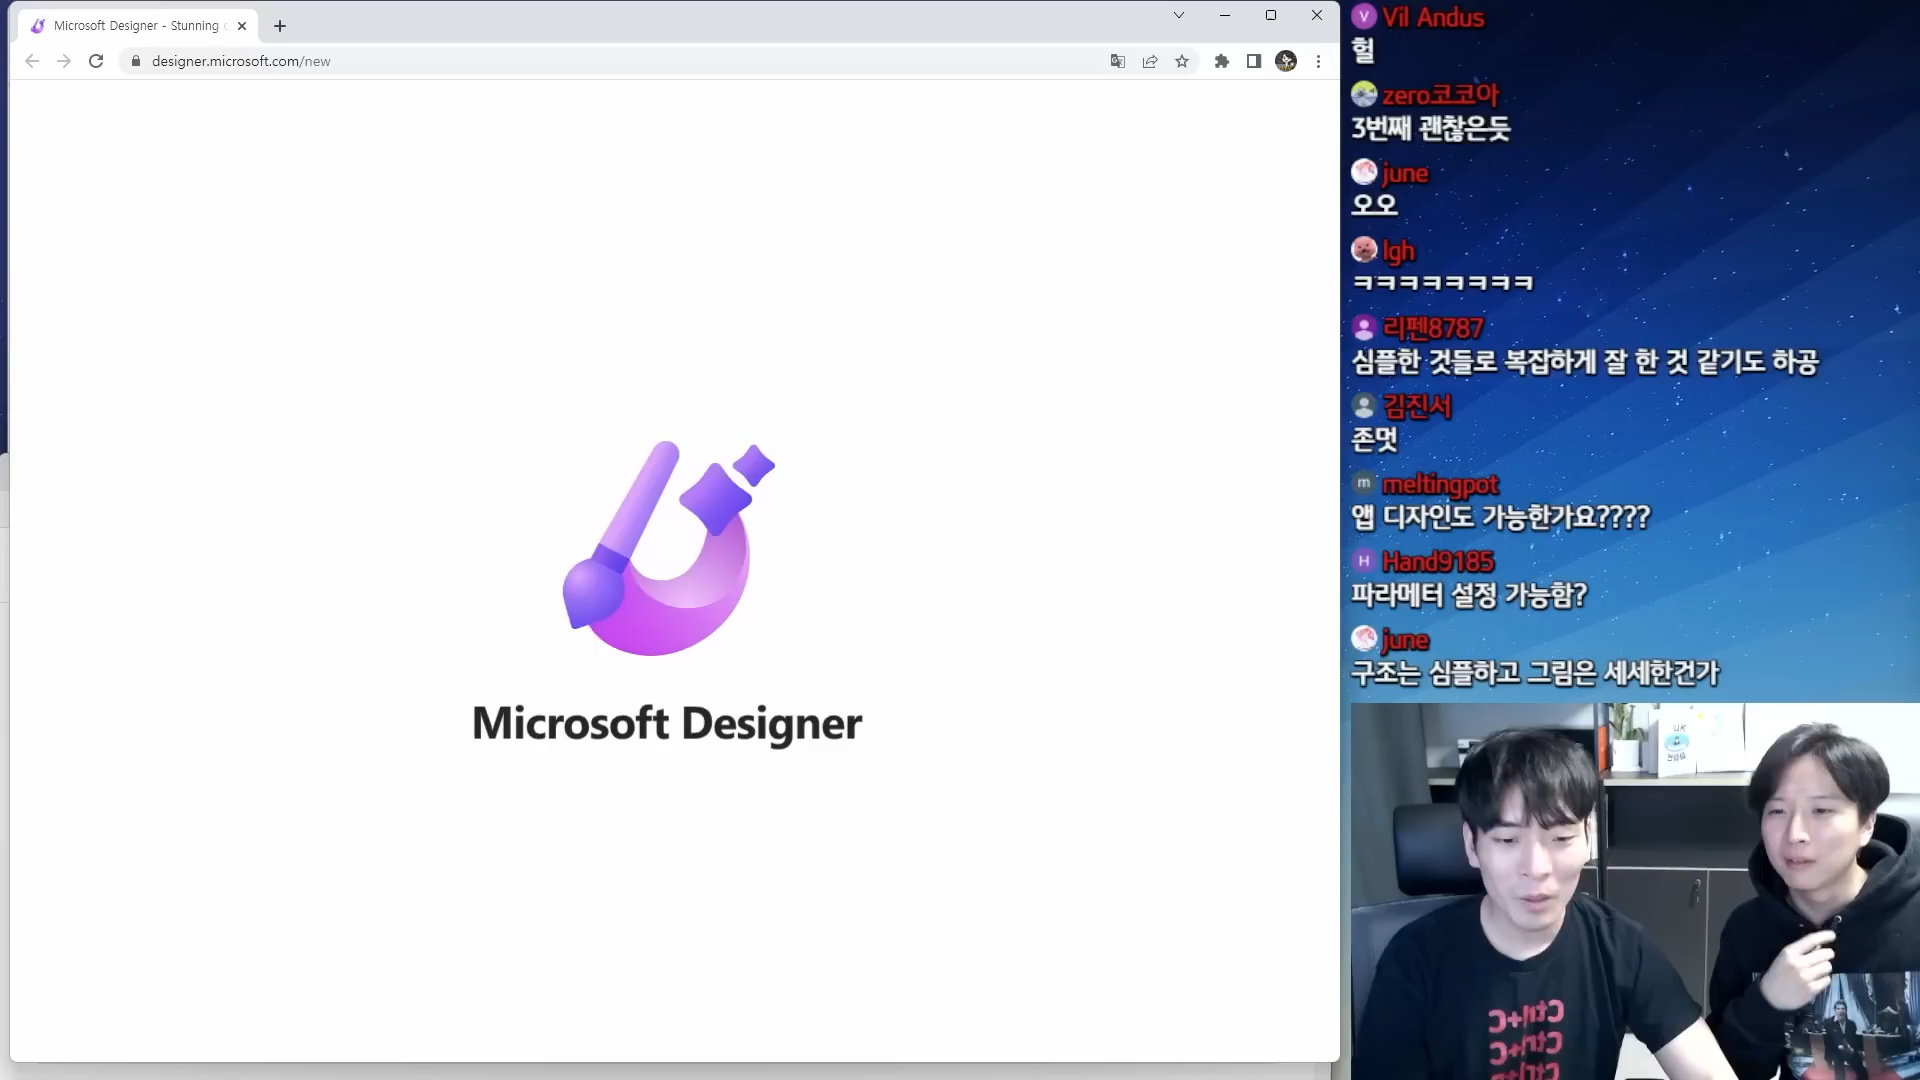 Microsoft Designer - Stunning
designer.microsoft.com/new
Microsoft Designer
V Vil Andus
헐
zero코코아
3번째 괜찮은듯
june
오오
lgh
ㅋㅋㅋㅋㅋㅋㅋㅋ
리펜8787
심플한 것들로 복잡하게 잘 한 것 같기도 하공
김진서
존멋
m meltingpot
앱 디자인도 가능한가요????
H Hand9185
파라메터 설정 가능함?
june
구조는 심플하고 그림은 세세한건가
UK
Ctrl+C
Ctrl+C
Ctrl+C